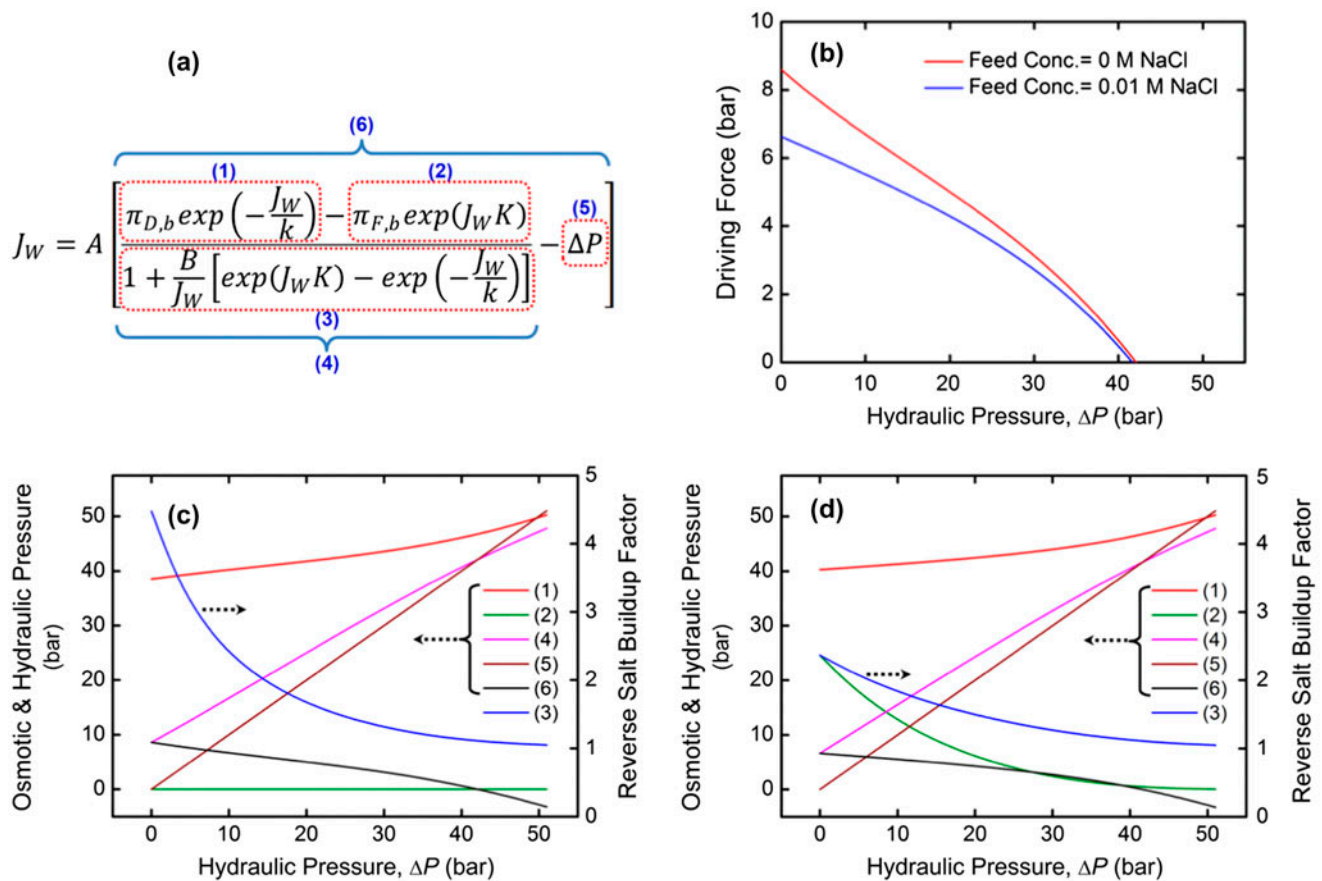 (a)
(6)
(1) (2) (5)
J_W = A [ (π_{D,b} exp(−J_W/k) − π_{F,b} exp(J_W K)) / (1 + B/J_W [exp(J_W K) − exp(−J_W/k)]) − ΔP ]
(3)
(4)
(b)
Feed Conc.= 0 M NaCl
Feed Conc.= 0.01 M NaCl
Driving Force (bar)
10
8
6
4
2
0
0 10 20 30 40 50
Hydraulic Pressure, ΔP (bar)
(c)
Osmotic & Hydraulic Pressure
(bar)
50
40
30
20
10
0
5
4
3
2
1
0
Reverse Salt Buildup Factor
(1)
(2)
(4)
(5)
(6)
(3)
0 10 20 30 40 50
Hydraulic Pressure, ΔP (bar)
(d)
Osmotic & Hydraulic Pressure
(bar)
50
40
30
20
10
0
5
4
3
2
1
0
Reverse Salt Buildup Factor
(1)
(2)
(4)
(5)
(6)
(3)
0 10 20 30 40 50
Hydraulic Pressure, ΔP (bar)